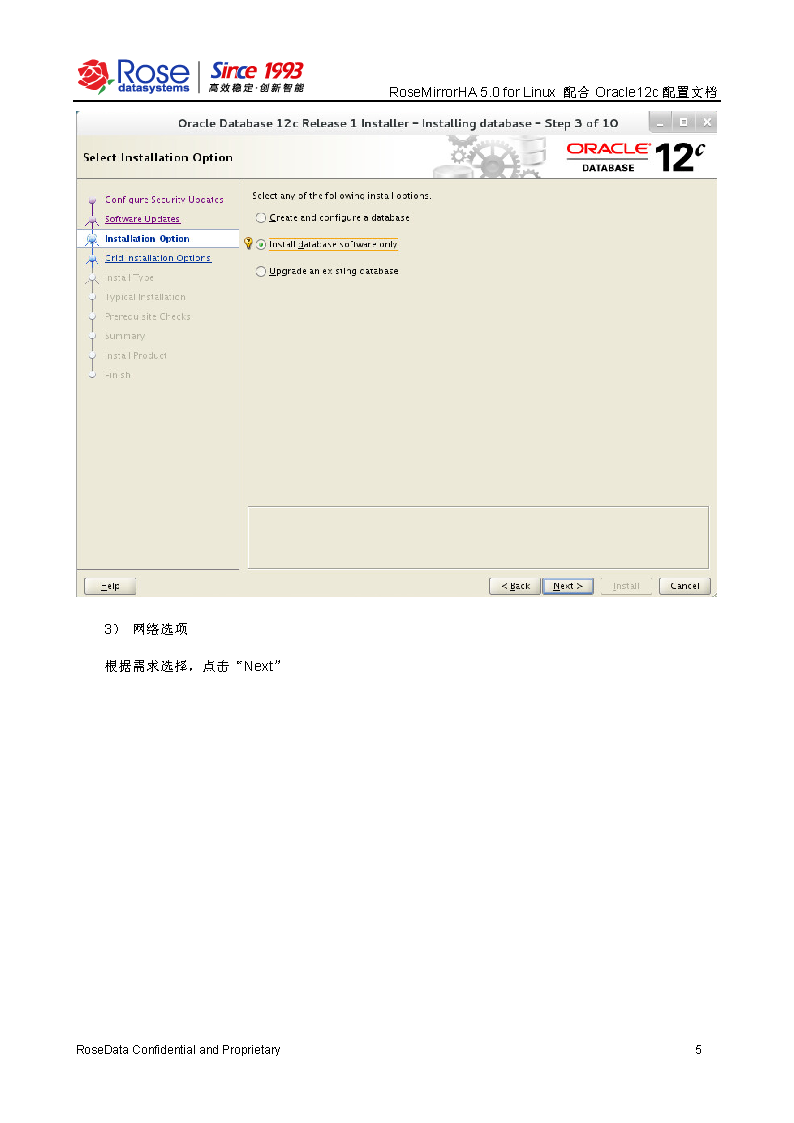 Rose
datasystems
Since 1993
高效稳定·创新智能
RoseMirrorHA 5.0 for Linux 配合 Oracle12c 配置文档
Oracle Database 12c Release 1 Installer - Installing database - Step 3 of 10
Select Installation Option
ORACLE
DATABASE
12c
Configure Security Updates
Software Updates
Installation Option
Grid Installation Options
Install Type
Typical Installation
Prerequisite Checks
Summary
Install Product
Finish
Select any of the following install options.
Create and configure a database
Install database software only
Upgrade an existing database
Help
< Back
Next >
Install
Cancel
3） 网络选项
根据需求选择，点击“Next”
RoseData Confidential and Proprietary 5